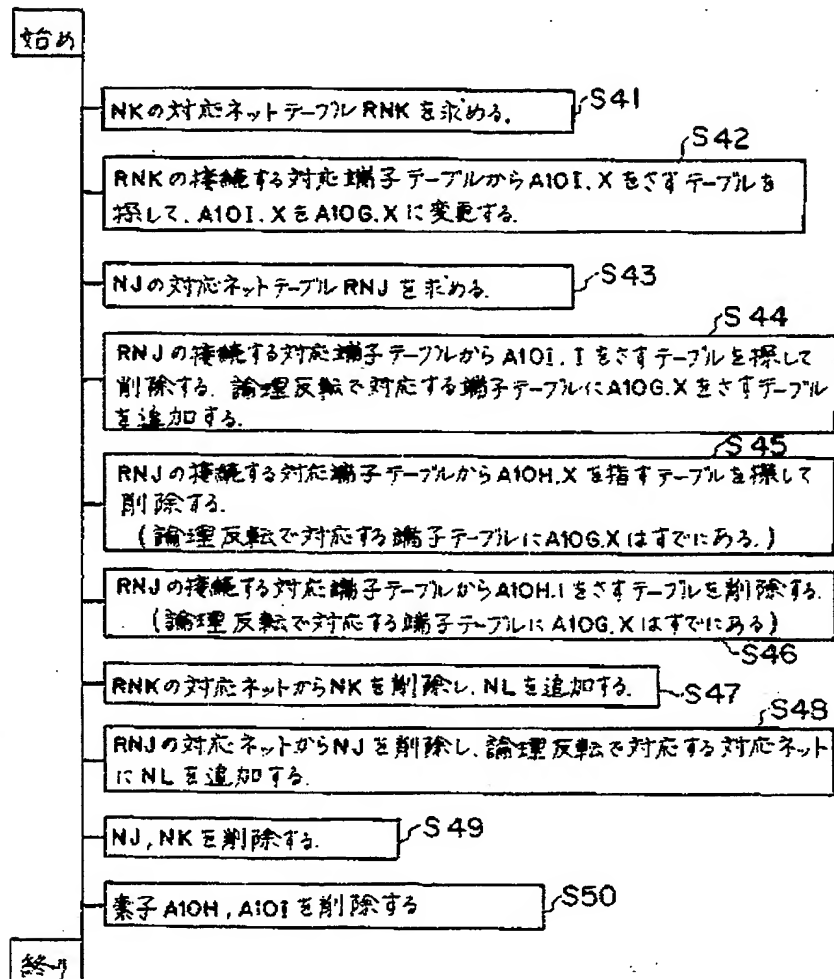 始め
NKの対応ネットテーブルRNKを求める。
S41
S42
RNKの接続する対応端子テーブルからA10I.Xをさすテーブルを
探して、A10I.XをA10G.Xに変更する.
NJの対応ネットテーブルRNJを求める.
S43
S44
RNJの接続する対応端子テーブルからA10I.Iをさすテーブルを探して
削除する.論理反転で対応する端子テーブルにA10G.Xをさすテーブル
を追加する.
S45
RNJの接続する対応端子テーブルからA10H.Xを指すテーブルを探して
削除する.
(論理反転で対応する端子テーブルにA10G.Xはすでにある.)
RNJの接続する対応端子テーブルからA10H.Iをさすテーブルを削除する.
(論理反転で対応する端子テーブルにA10G.Xはすでにある)
S46
RNKの対応ネットからNKを削除し、NLを追加する.
S47
S48
RNJの対応ネットからNJを削除し、論理反転で対応する対応ネット
にNLを追加する.
NJ,NKを削除する.
S49
素子A10H,A10Iを削除する
S50
終り